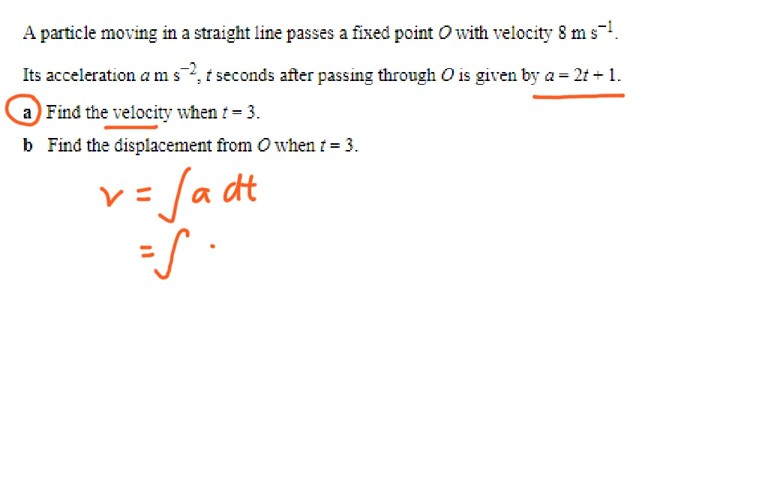 A particle moving in a straight line passes a fixed point O with velocity 8 m s⁻¹.
Its acceleration a m s⁻², t seconds after passing through O is given by a = 2t + 1.
a Find the velocity when t = 3.
b Find the displacement from O when t = 3.
v = ∫a dt
= ∫